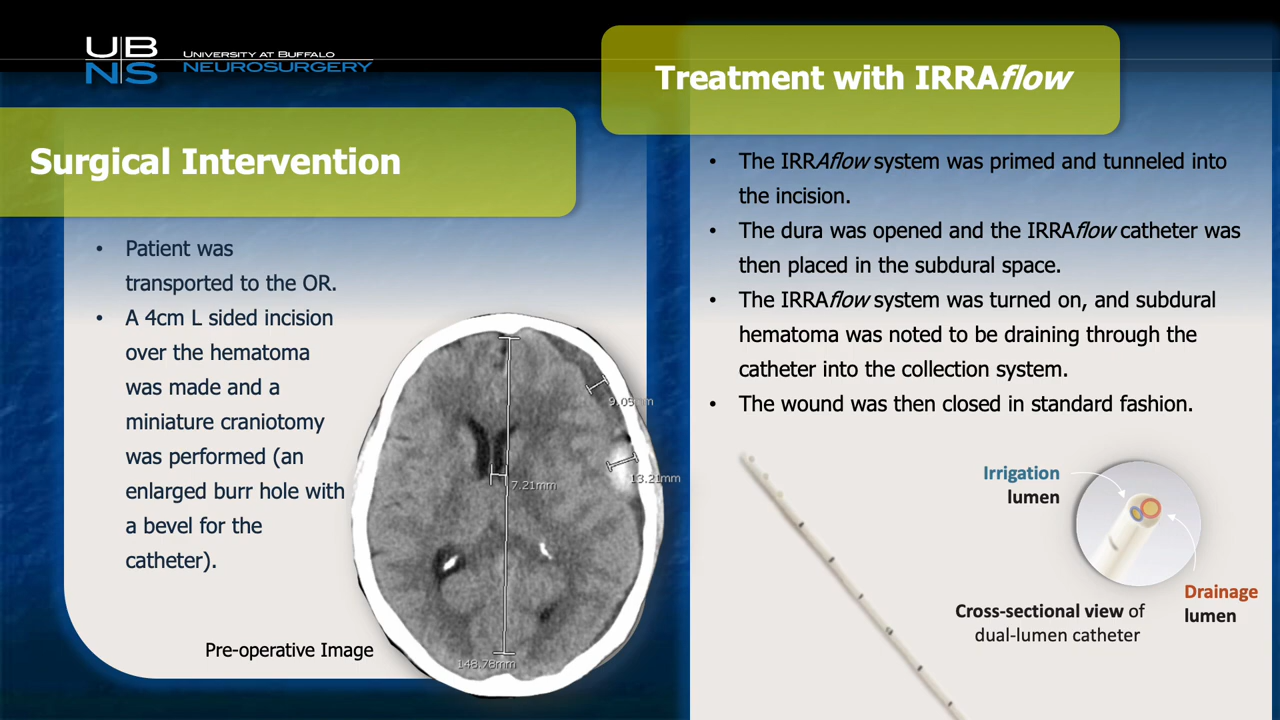 UB
NS
UNIVERSITY AT BUFFALO
NEUROSURGERY
Surgical Intervention
• Patient was
transported to the OR.
• A 4cm L sided incision
over the hematoma
was made and a
miniature craniotomy
was performed (an
enlarged burr hole with
a bevel for the
catheter).
Pre-operative Image
9.05mm
13.21mm
7.21mm
148.78mm
Treatment with IRRAflow
• The IRRAflow system was primed and tunneled into
the incision.
• The dura was opened and the IRRAflow catheter was
then placed in the subdural space.
• The IRRAflow system was turned on, and subdural
hematoma was noted to be draining through the
catheter into the collection system.
• The wound was then closed in standard fashion.
Irrigation
lumen
Drainage
lumen
Cross-sectional view of
dual-lumen catheter